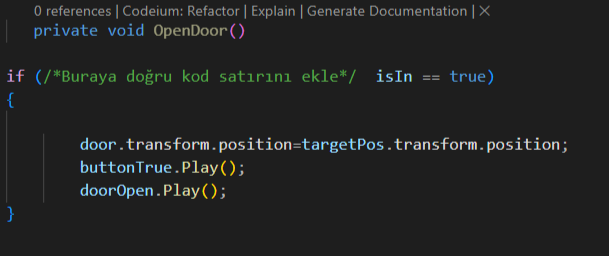 0 references | Codeium: Refactor | Explain | Generate Documentation | ✕
private void OpenDoor()
if (/*Buraya doğru kod satırını ekle*/  isIn == true)
{
door.transform.position=targetPos.transform.position;
buttonTrue.Play();
doorOpen.Play();
}